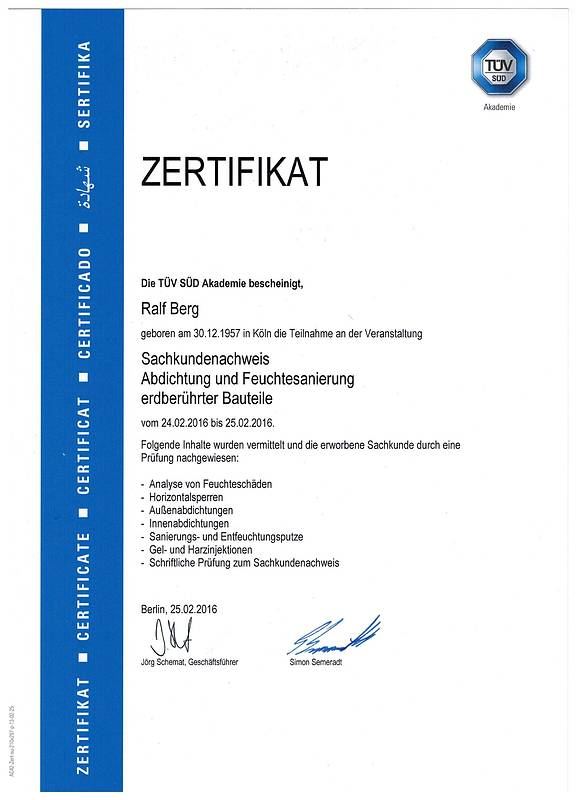 TÜV
SÜD
Akademie
ZERTIFIKAT
Die TÜV SÜD Akademie bescheinigt,
Ralf Berg
geboren am 30.12.1957 in Köln die Teilnahme an der Veranstaltung
Sachkundenachweis
Abdichtung und Feuchtesanierung
erdberührter Bauteile
vom 24.02.2016 bis 25.02.2016.
Folgende Inhalte wurden vermittelt und die erworbene Sachkunde durch eine
Prüfung nachgewiesen:
- Analyse von Feuchteschäden
- Horizontalsperren
- Außenabdichtungen
- Innenabdichtungen
- Sanierungs- und Entfeuchtungsputze
- Gel- und Harzinjektionen
- Schriftliche Prüfung zum Sachkundenachweis
Berlin, 25.02.2016
Jörg Schemat, Geschäftsführer
Simon Semeradt
ZERTIFIKAT ■ CERTIFICATE ■ CERTIFICAT ■ CERTIFICADO ■ شهادة ■ SERTIFIKA